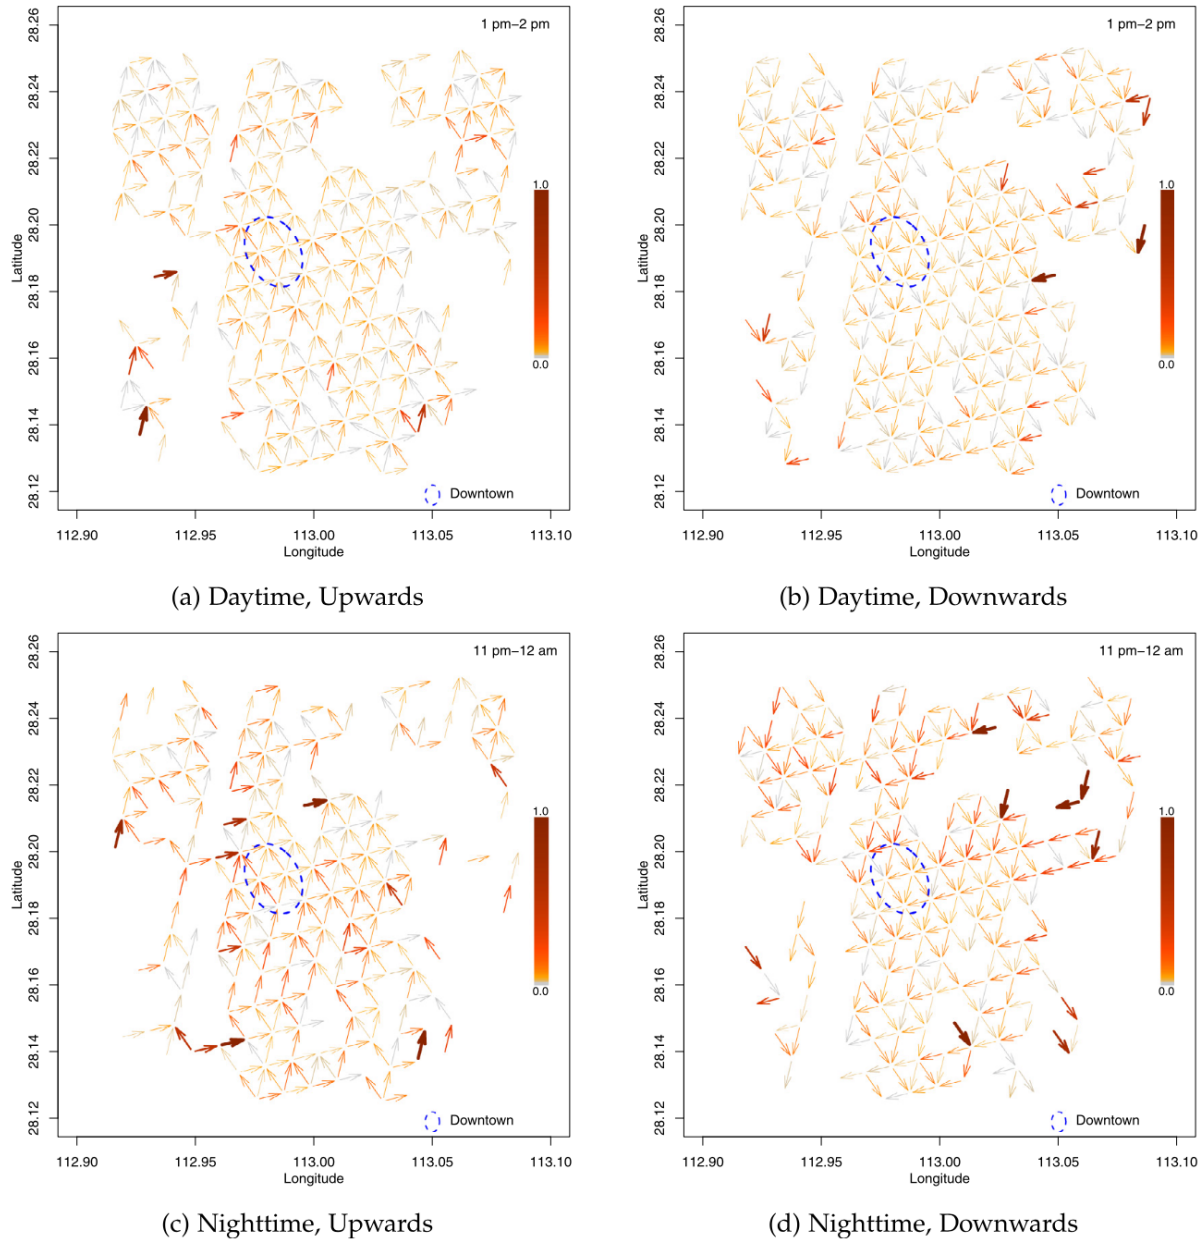 1 pm−2 pm
28.26
28.24
28.22
28.20
28.18
28.16
28.14
28.12
Latitude
1.0
0.0
Downtown
112.90 112.95 113.00 113.05 113.10
Longitude
(a) Daytime, Upwards
1 pm−2 pm
28.26
28.24
28.22
28.20
28.18
28.16
28.14
28.12
Latitude
1.0
0.0
Downtown
112.90 112.95 113.00 113.05 113.10
Longitude
(b) Daytime, Downwards
11 pm−12 am
28.26
28.24
28.22
28.20
28.18
28.16
28.14
28.12
Latitude
1.0
0.0
Downtown
112.90 112.95 113.00 113.05 113.10
Longitude
(c) Nighttime, Upwards
11 pm−12 am
28.26
28.24
28.22
28.20
28.18
28.16
28.14
28.12
Latitude
1.0
0.0
Downtown
112.90 112.95 113.00 113.05 113.10
Longitude
(d) Nighttime, Downwards